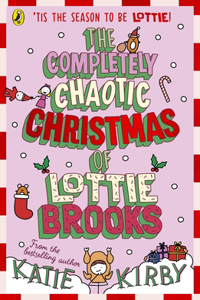 'TIS THE SEASON TO BE LOTTIE!
THE
COMPLETELY
CHAOTIC
CHRISTMAS
OF
LOTTIE
BROOKS
From the
bestselling author
KATIE KIRBY